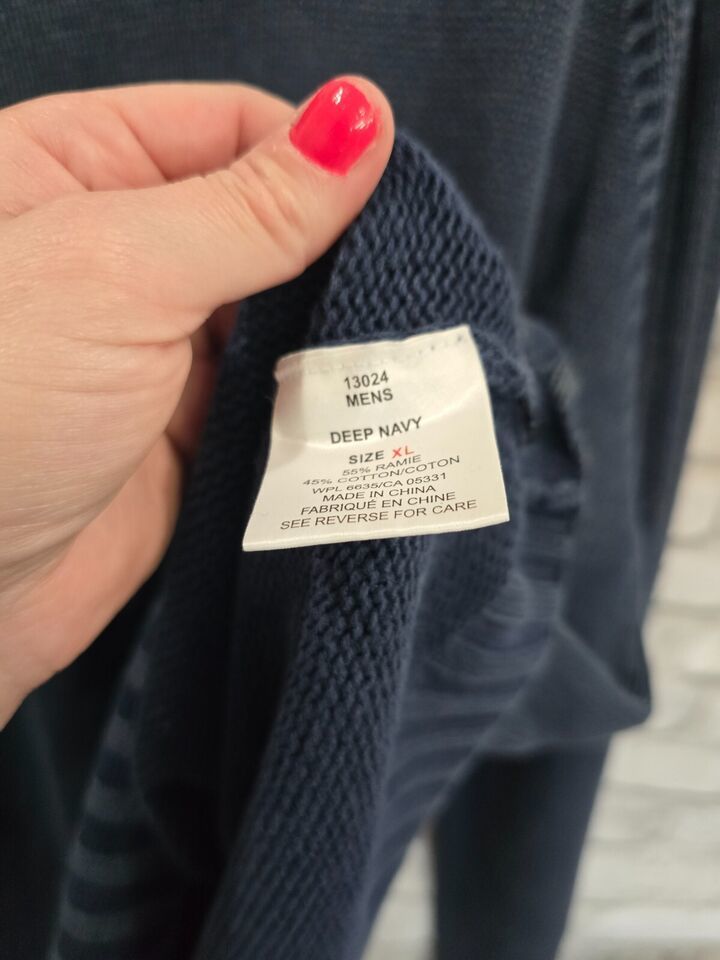 13024
MENS
DEEP NAVY
SIZE XL
55% RAMIE
45% COTTON/COTON
WPL 6635/CA 05331
MADE IN CHINA
FABRIQUÉ EN CHINE
SEE REVERSE FOR CARE